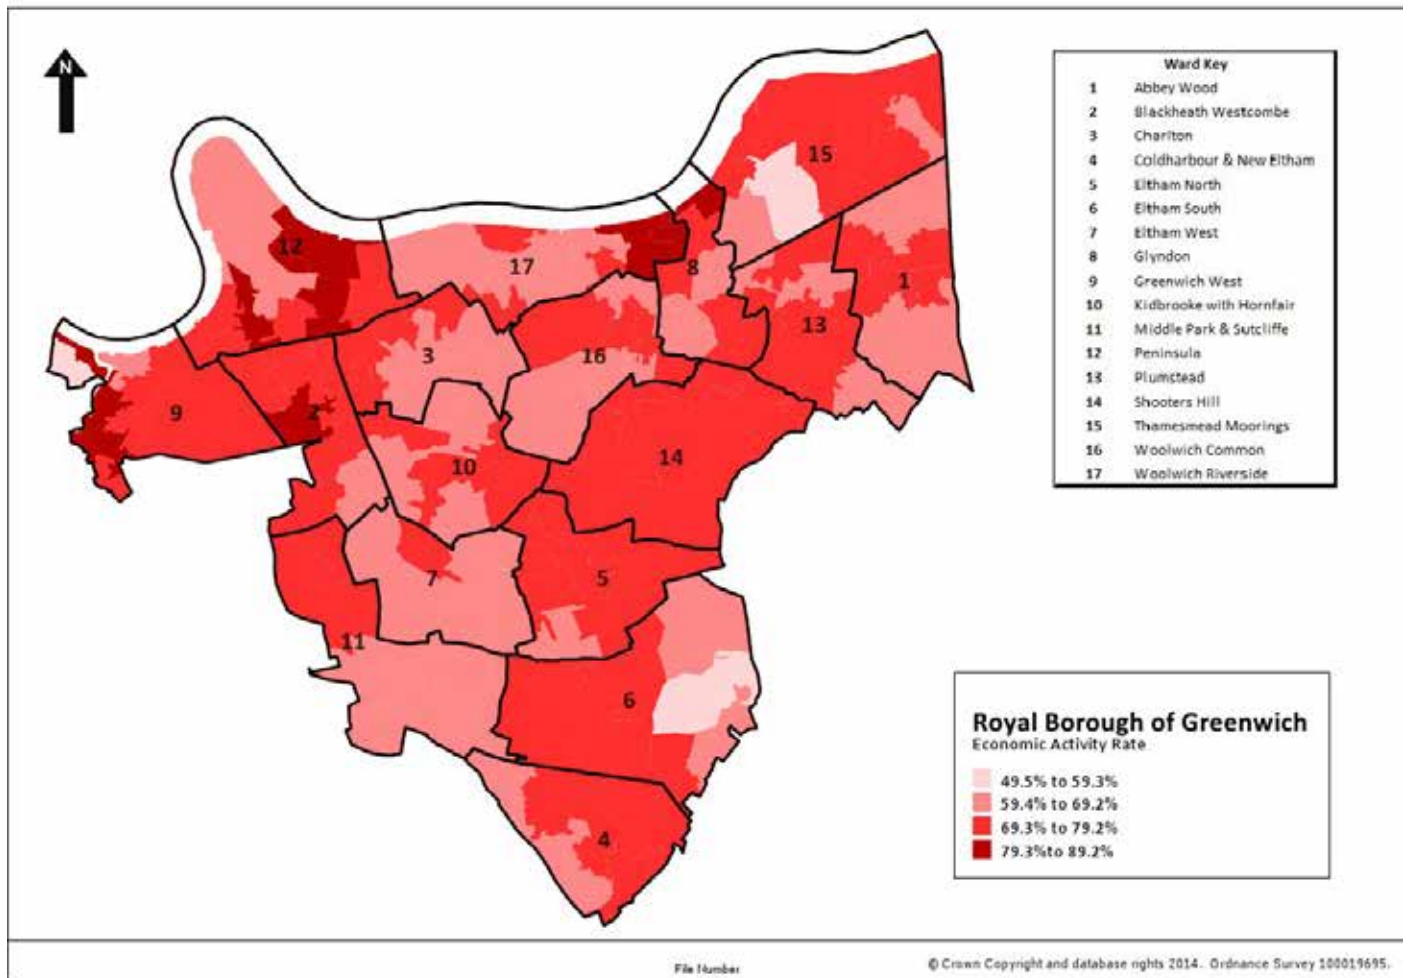 N
Ward Key
1 Abbey Wood
2 Blackheath Westcombe
3 Charlton
4 Coldharbour & New Eltham
5 Eltham North
6 Eltham South
7 Eltham West
8 Glyndon
9 Greenwich West
10 Kidbrooke with Hornfair
11 Middle Park & Sutcliffe
12 Peninsula
13 Plumstead
14 Shooters Hill
15 Thamesmead Moorings
16 Woolwich Common
17 Woolwich Riverside
15
12
17
8
1
13
3
16
9
2
10
14
7
5
11
6
4
Royal Borough of Greenwich
Economic Activity Rate
49.5% to 59.3%
59.4% to 69.2%
69.3% to 79.2%
79.3%to 89.2%
File Number
© Crown Copyright and database rights 2014. Ordnance Survey 100019695.